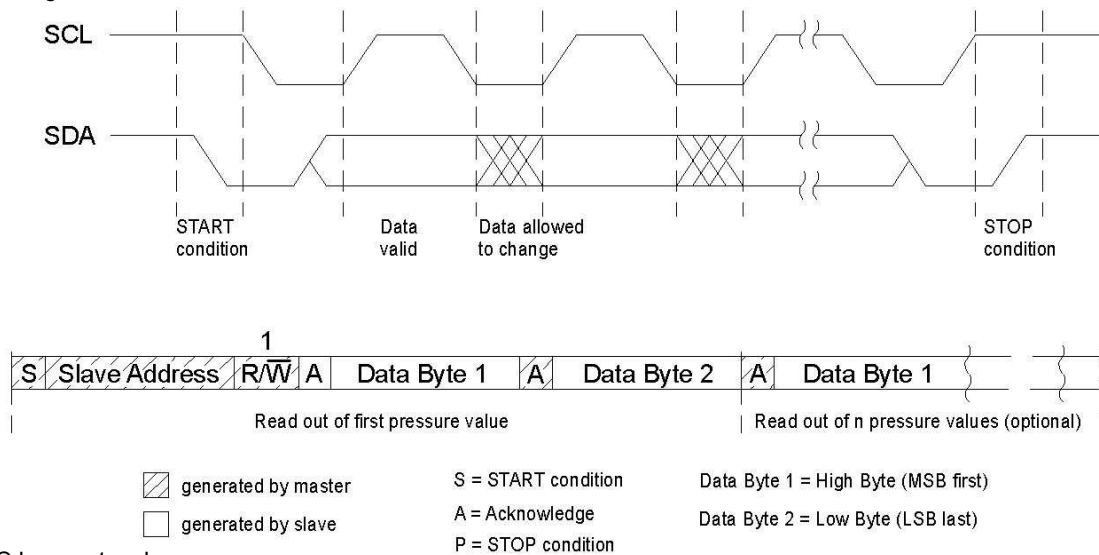 SCL
SDA
START condition
Data valid
Data allowed to change
STOP condition
1
S Slave Address R/W̅ A Data Byte 1 A Data Byte 2 A Data Byte 1
Read out of first pressure value
Read out of n pressure values (optional)
generated by master
generated by slave
S = START condition
A = Acknowledge
P = STOP condition
Data Byte 1 = High Byte (MSB first)
Data Byte 2 = Low Byte (LSB last)